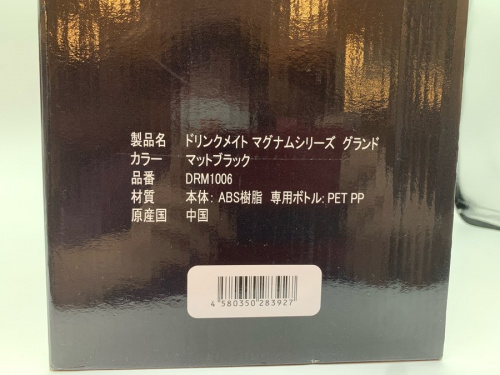 製品名 ドリンクメイト マグナムシリーズ グランド
カラー マットブラック
品番 DRM1006
材質 本体: ABS樹脂 専用ボトル: PET PP
原産国 中国
4 580350 283927